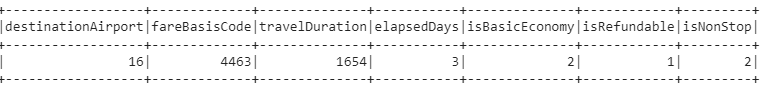 +------------------+-------------+--------------+-----------+--------------+------------+---------+
|destinationAirport|fareBasisCode|travelDuration|elapsedDays|isBasicEconomy|isRefundable|isNonStop|
+------------------+-------------+--------------+-----------+--------------+------------+---------+
|                16|         4463|          1654|          3|             2|           1|        2|
+------------------+-------------+--------------+-----------+--------------+------------+---------+